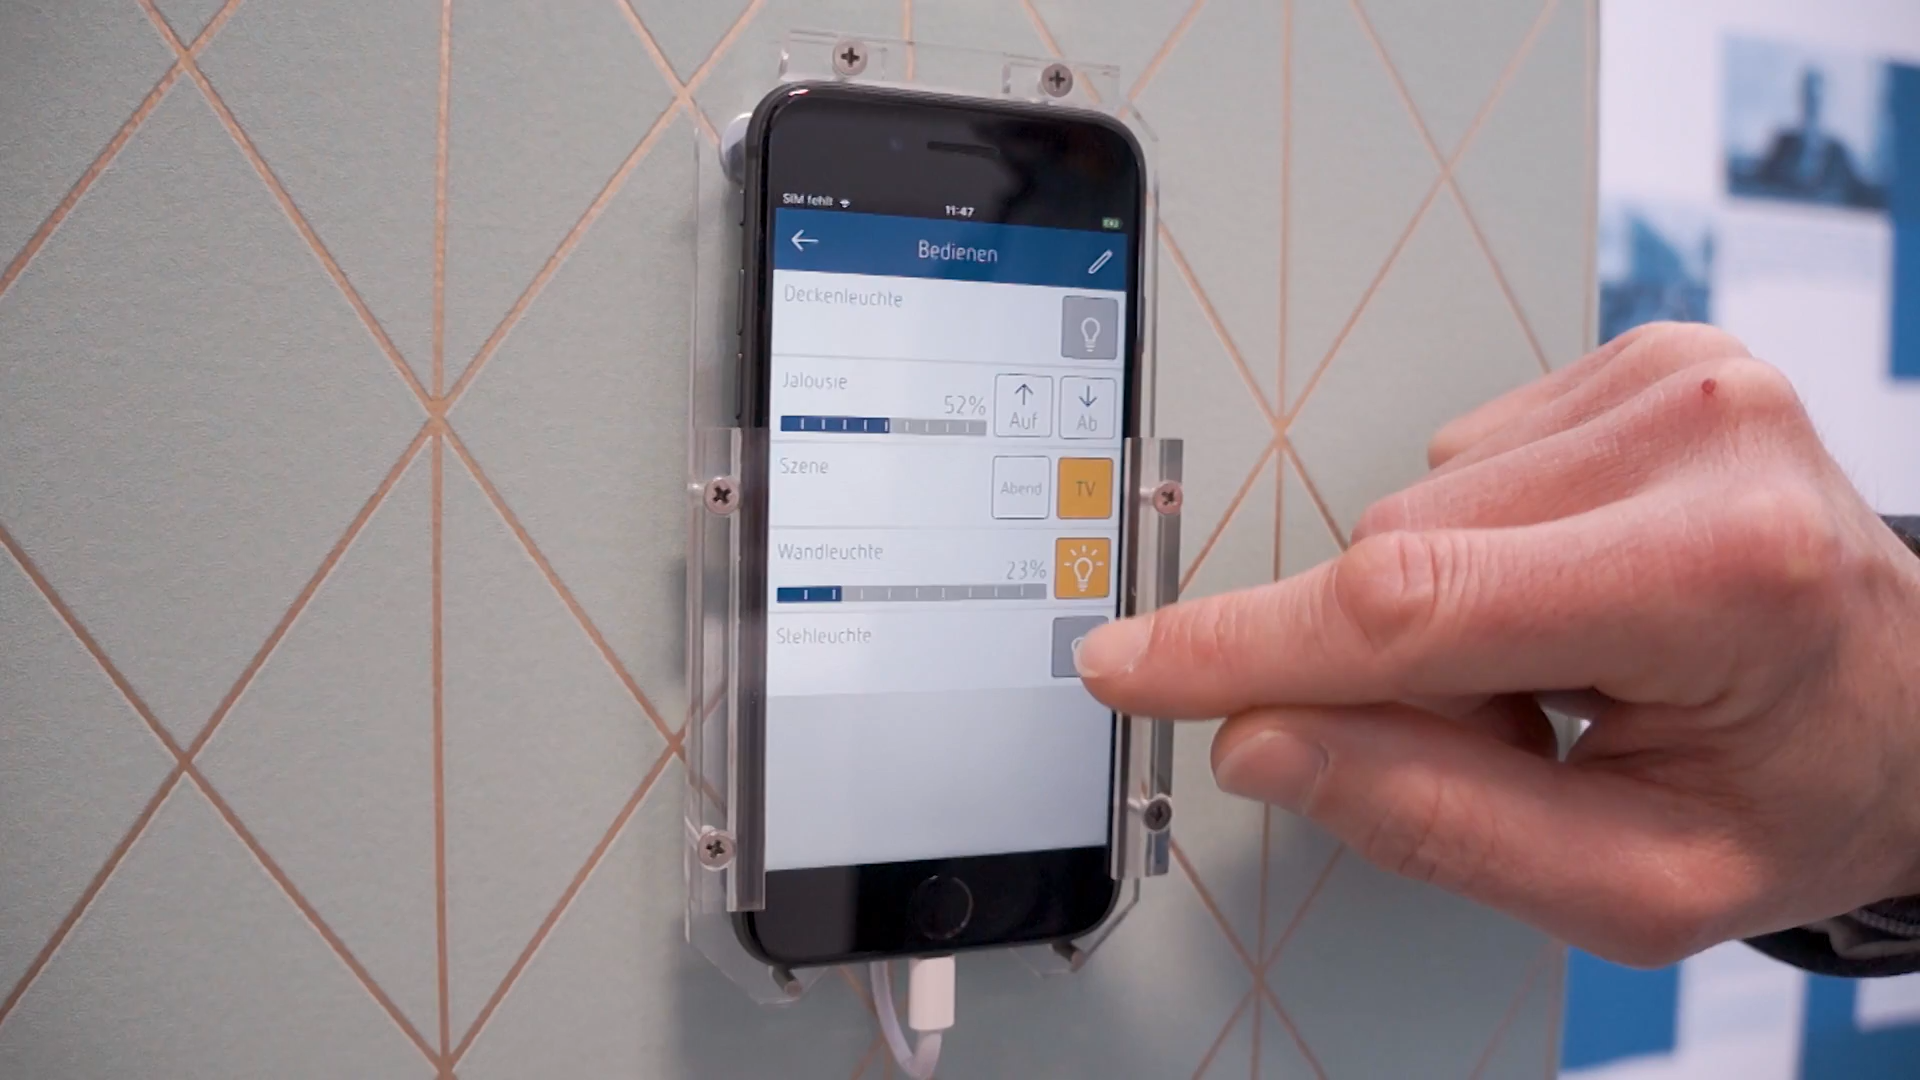 SIM fehlt
11:47
Bedienen
Deckenleuchte
Jalousie
52%
Auf
Ab
Szene
Abend
TV
Wandleuchte
23%
Stehleuchte